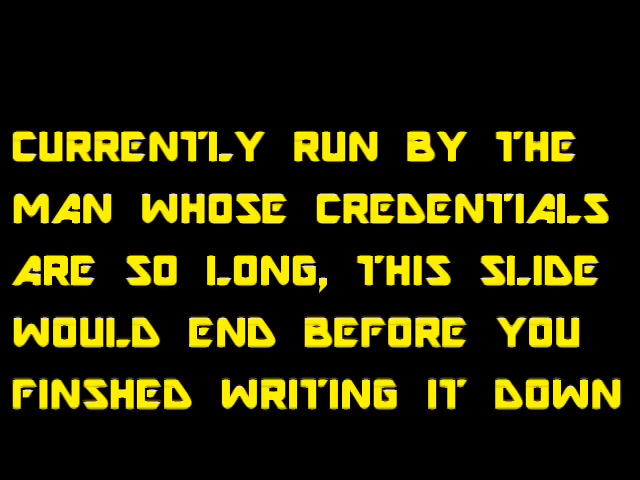 CURRENTLY RUN BY THE
MAN WHOSE CREDENTIALS
ARE SO LONG, THIS SLIDE
WOULD END BEFORE YOU
FINSHED WRITING IT DOWN